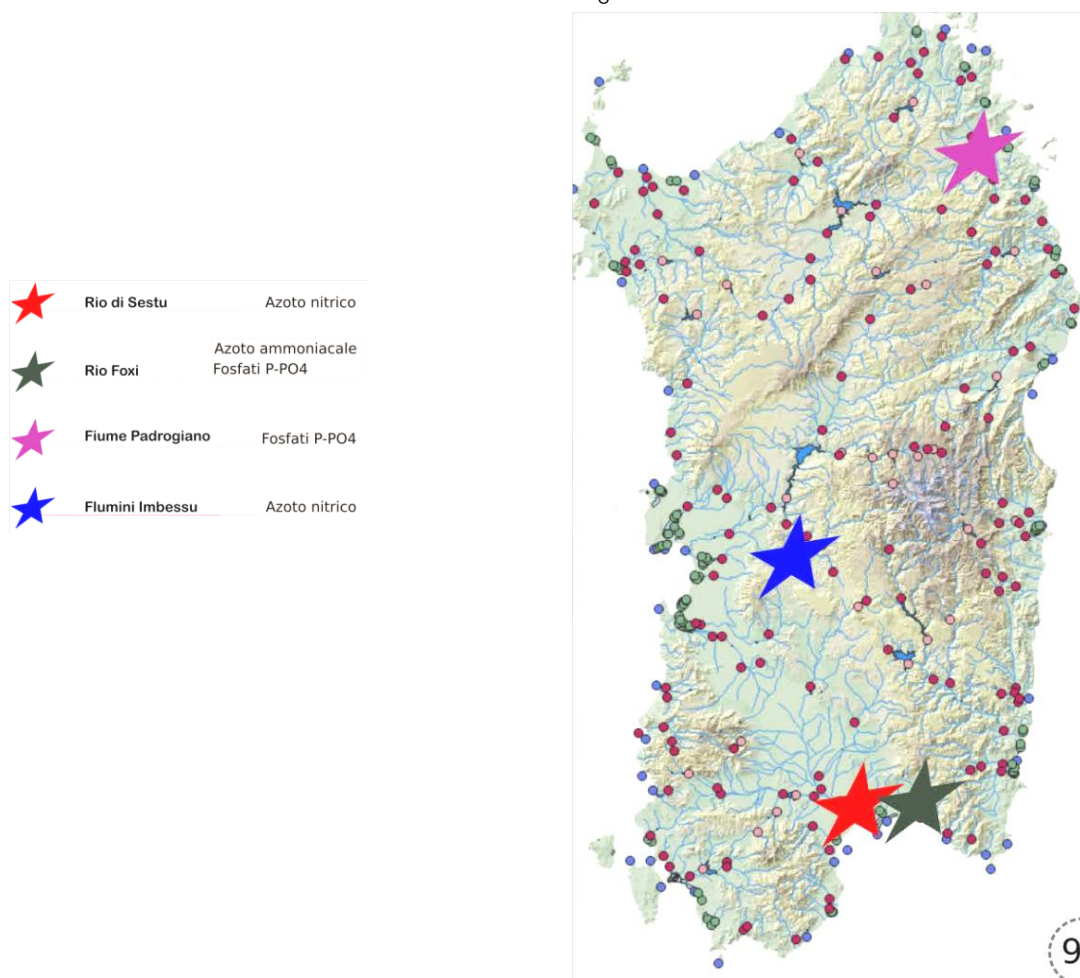 Rio di Sestu Azoto nitrico
Azoto ammoniacale
Rio Foxi Fosfati P-PO4
Fiume Padrogiano Fosfati P-PO4
Flumini Imbessu Azoto nitrico
9